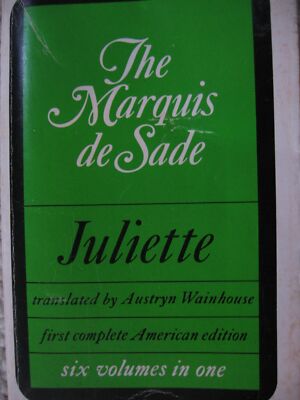 The
Marquis
de Sade
Juliette
translated by Austryn Wainhouse
first complete American edition
six volumes in one